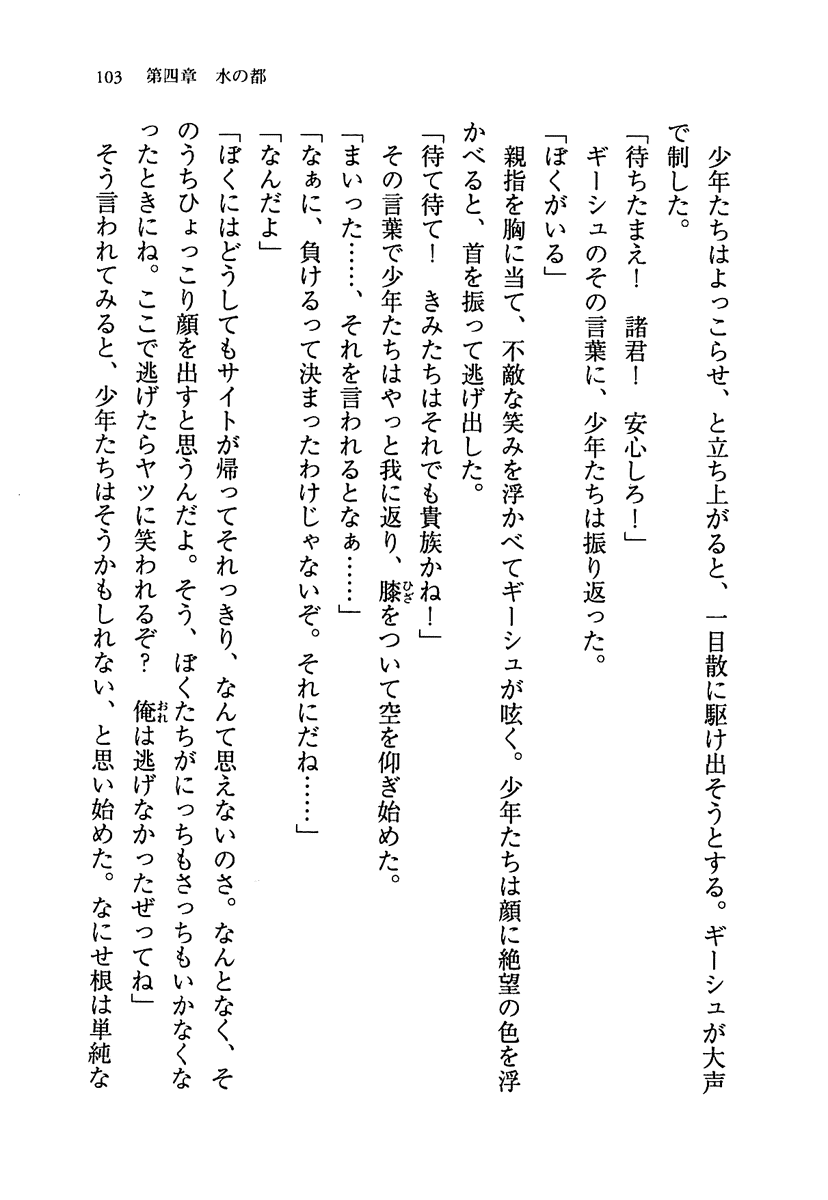 103　第四章　水の都
　少年たちはよっこらせ、と立ち上がると、一目散に駆け出そうとする。ギーシュが大声
で制した。
「待ちたまえ！　諸君！　安心しろ！」
　ギーシュのその言葉に、少年たちは振り返った。
「ぼくがいる」
　親指を胸に当て、不敵な笑みを浮かべてギーシュが呟く。少年たちは顔に絶望の色を浮
かべると、首を振って逃げ出した。
「待て待て！　きみたちはそれでも貴族かね！」
　その言葉で少年たちはやっと我に返り、膝ひざをついて空を仰ぎ始めた。
「まいった……、それを言われるとなぁ……」
「なぁに、負けるって決まったわけじゃないぞ。それにだね……」
「なんだよ」
「ぼくにはどうしてもサイトが帰ってそれっきり、なんて思えないのさ。なんとなく、そ
のうちひょっこり顔を出すと思うんだよ。そう、ぼくたちがにっちもさっちもいかなくな
ったときにね。ここで逃げたらヤツに笑われるぞ？　俺おれは逃げなかったぜってね」
　そう言われてみると、少年たちはそうかもしれない、と思い始めた。なにせ根は単純な